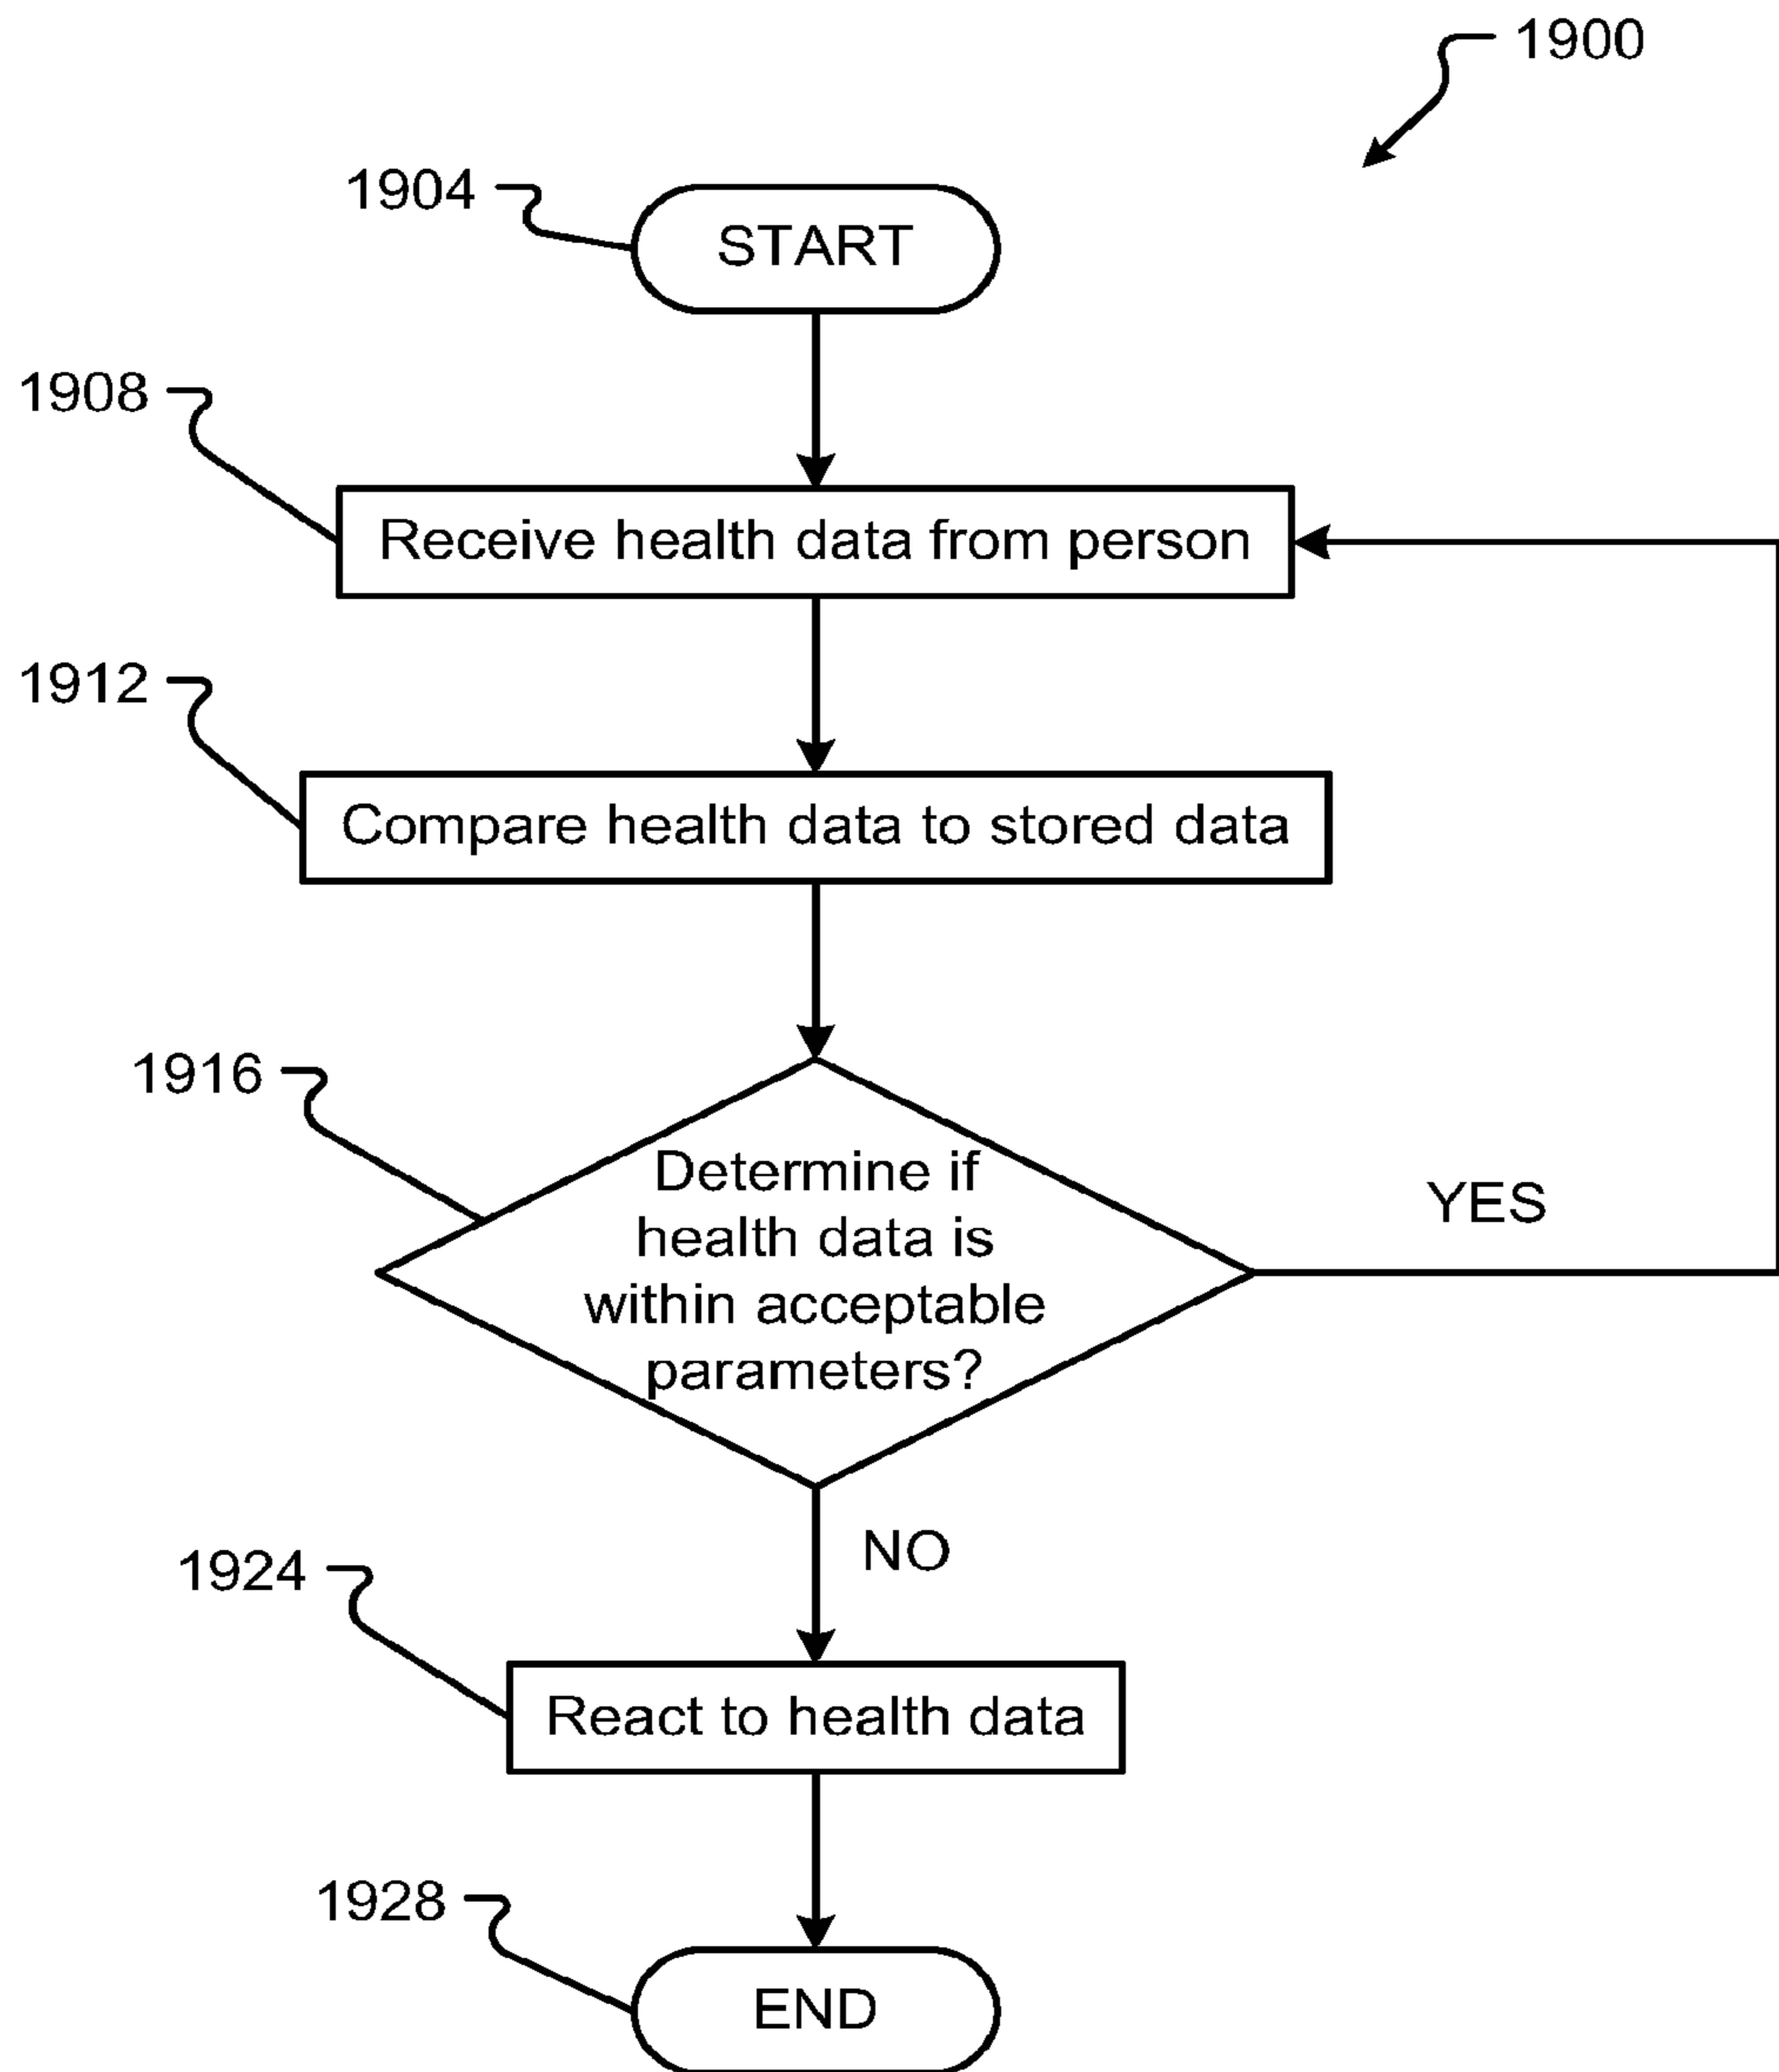 1900
1904
START
1908
Receive health data from person
1912
Compare health data to stored data
1916
Determine if
health data is
within acceptable
parameters?
YES
NO
1924
React to health data
1928
END